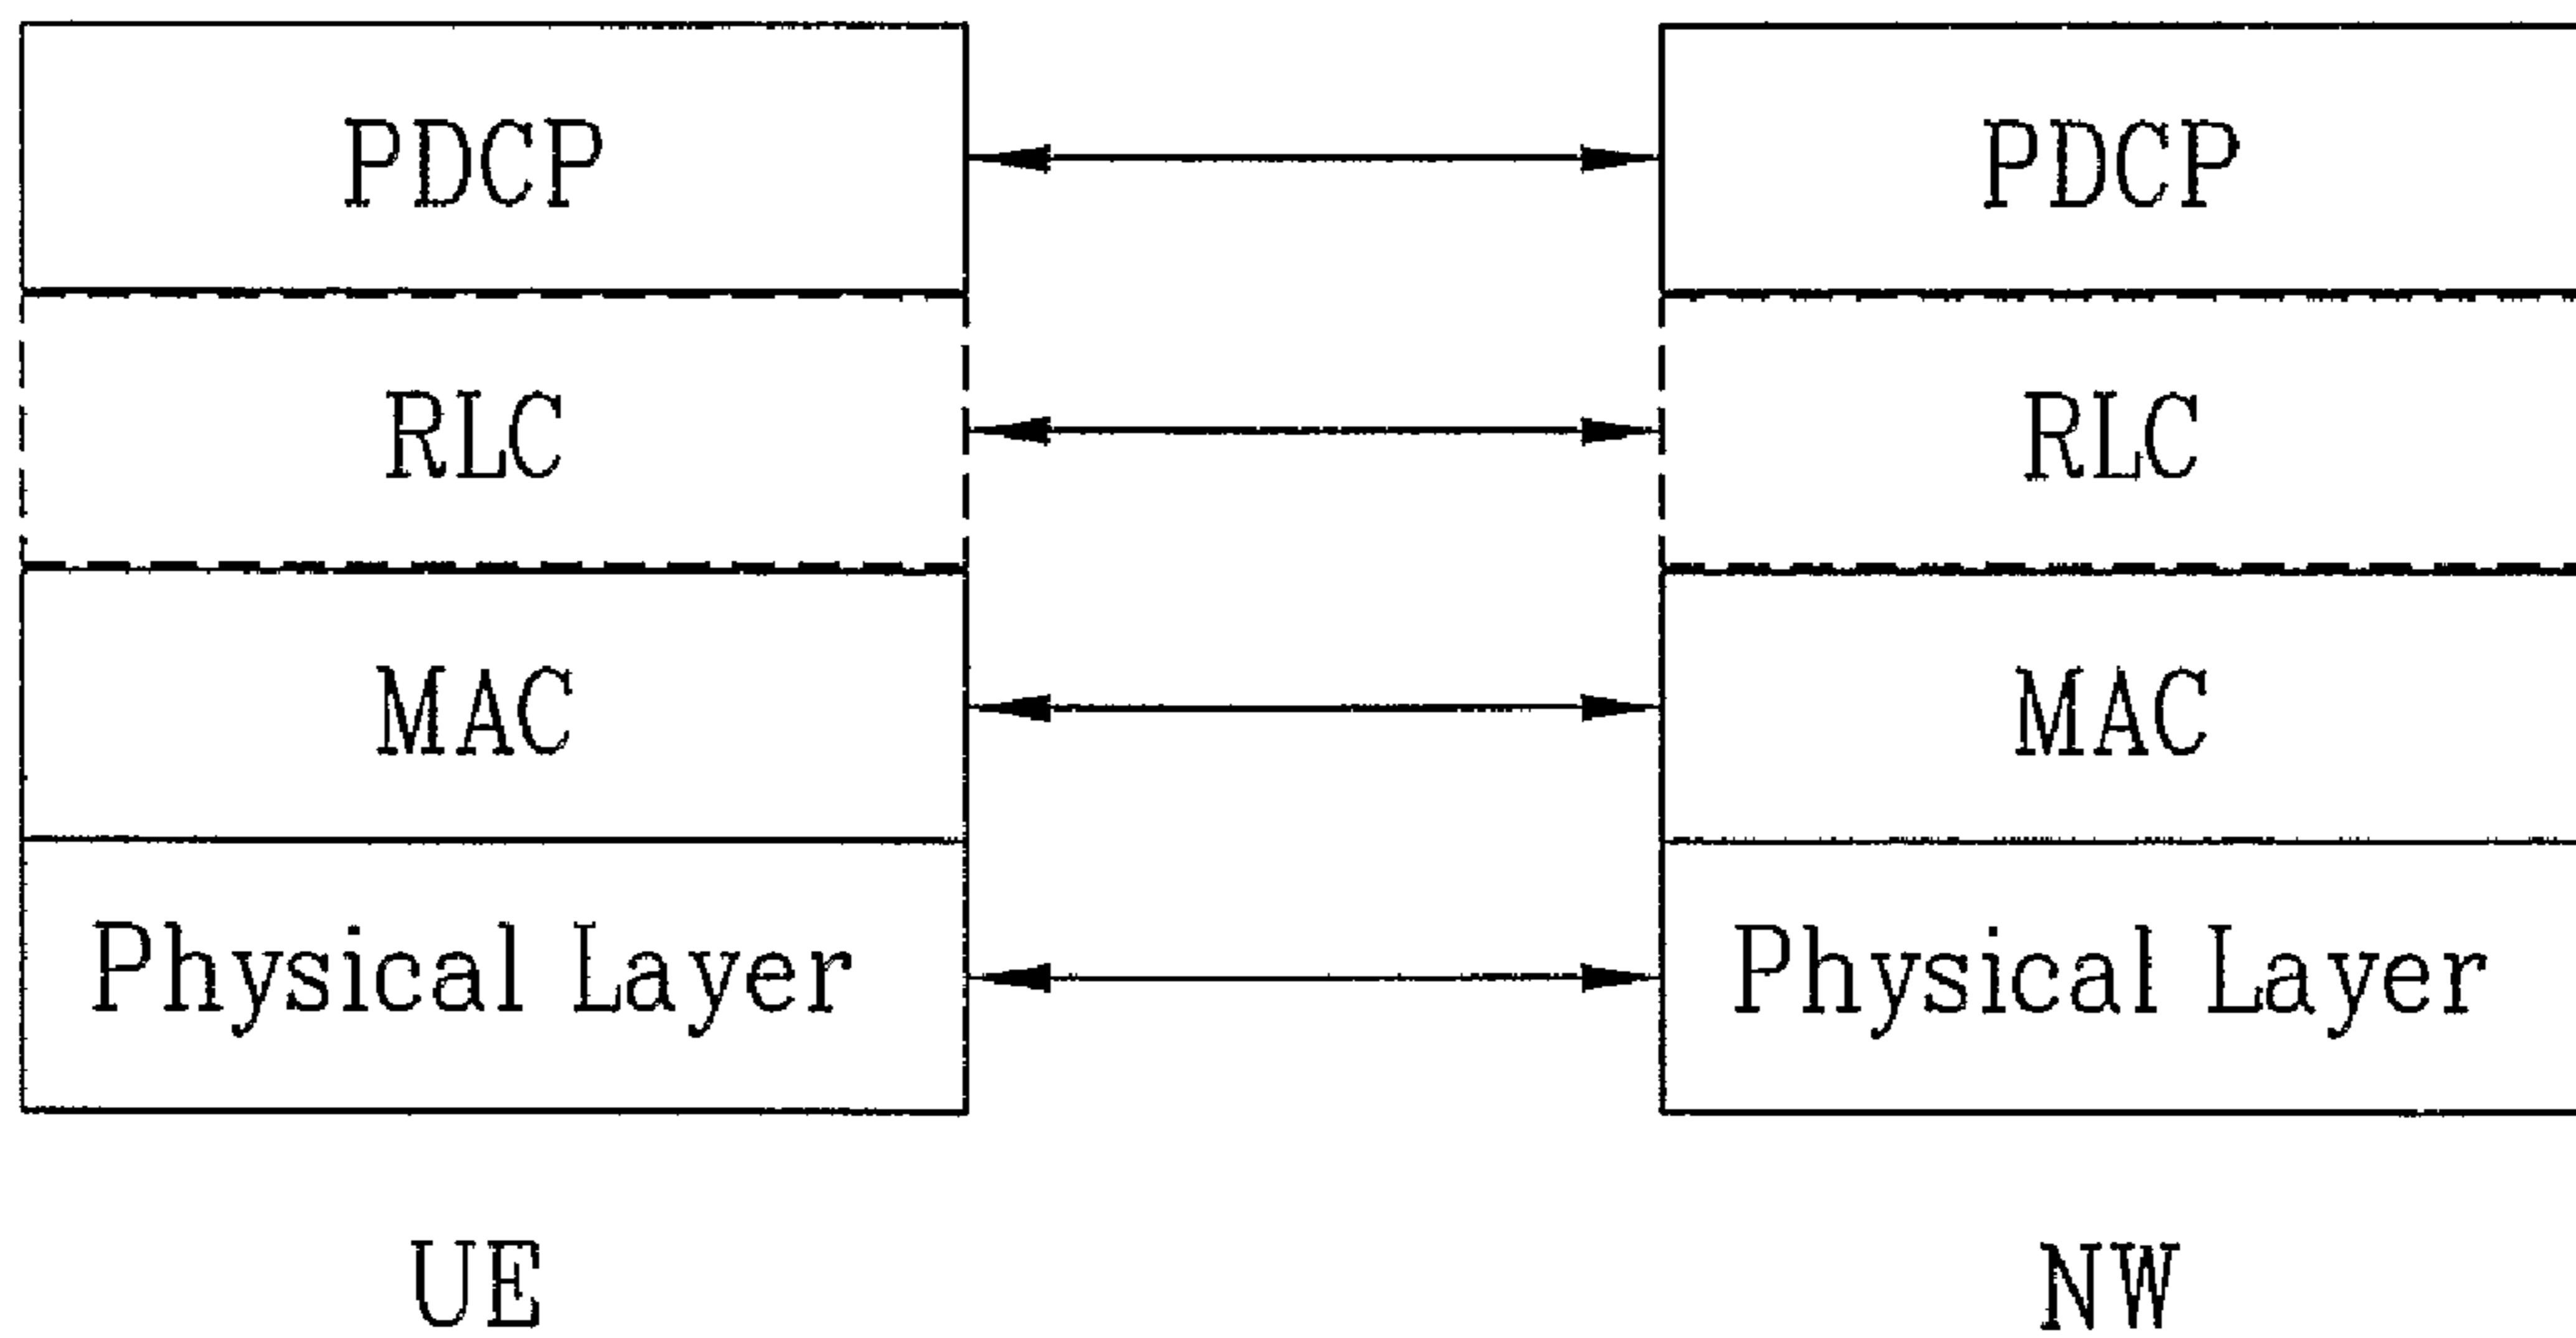 PDCP
PDCP
RLC
RLC
MAC
MAC
Physical Layer
Physical Layer
UE
NW